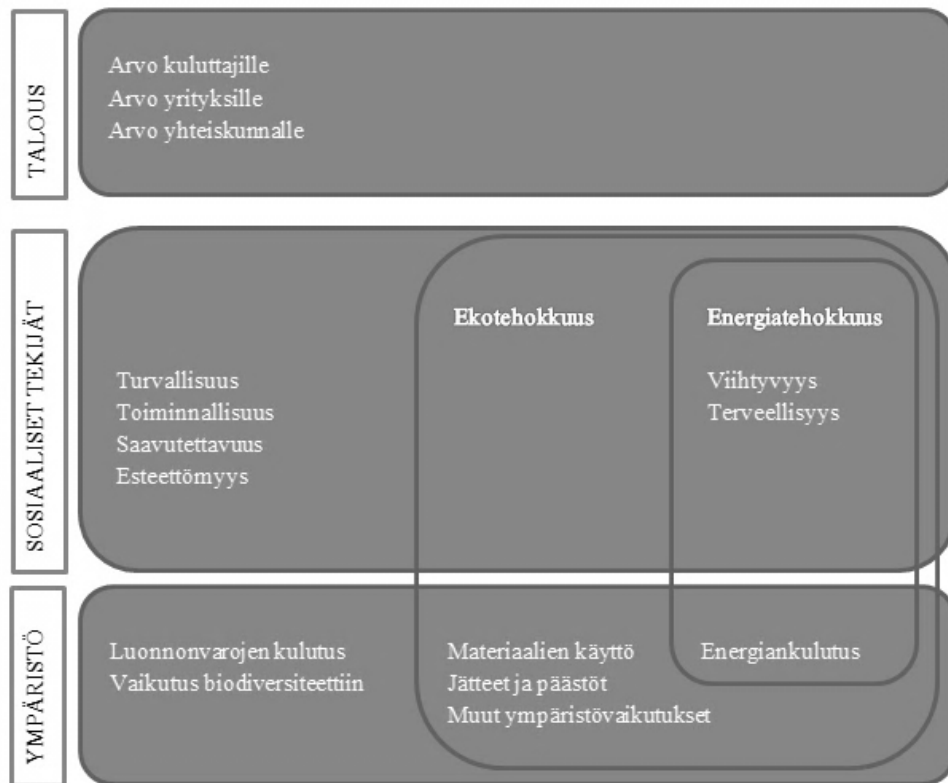 TALOUS
Arvo kuluttajille
Arvo yrityksille
Arvo yhteiskunnalle
SOSIAALISET TEKIJÄT
Turvallisuus
Toiminnallisuus
Saavutettavuus
Esteettömyys
Ekotehokkuus
Energiatehokkuus
Viihtyvyys
Terveellisyys
YMPÄRISTÖ
Luonnonvarojen kulutus
Vaikutus biodiversiteettiin
Materiaalien käyttö
Jätteet ja päästöt
Muut ympäristövaikutukset
Energiankulutus